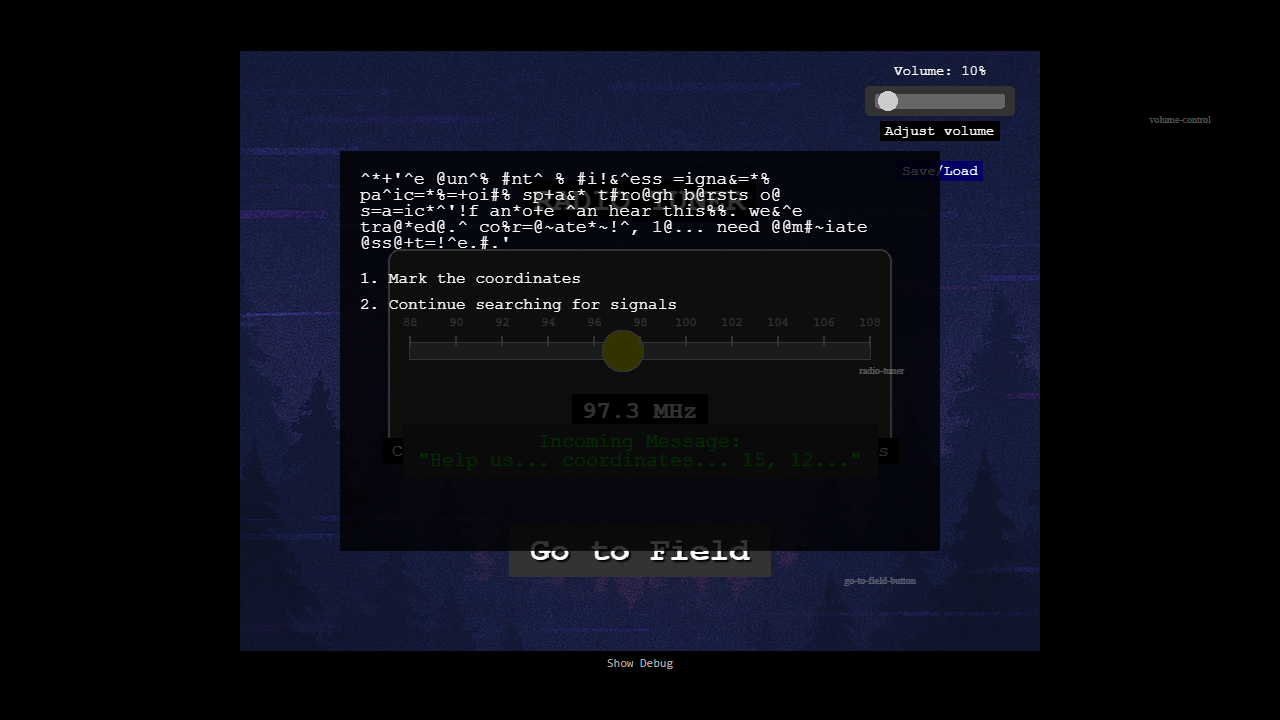 Volume: 10%
Adjust volume
volume-control
Save/Load
^*+'^e @un^% #nt^ % #i!&^ess =igna&=*%
pa^ic=*%=+oi#% sp+a&* t#ro@gh b@rsts o@
s=a=ic*^'!f an*o+e ^an hear this%%. we&^e
tra@*ed@.^ co%r=@~ate*~!^, 1@... need @@m#~iate
@ss@+t=!^e.#.'
RADIO TUNER
1. Mark the coordinates
2. Continue searching for signals
88 90 92 94 96 98 100 102 104 106 108
radio-tuner
97.3 MHz
Incoming Message:
"Help us... coordinates... 15, 12..."
Go to Field
go-to-field-button
Show Debug